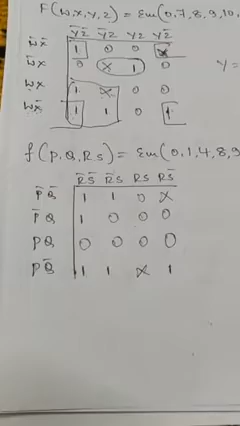 F(W,X,Y,Z) = Σm(0,7,8,9,10,
Y̅Z̅ Y̅Z YZ YZ̅
W̅X̅ 1 0 0 X
W̅X 0 X 1 0
WX 1 X 0 0
WX̅ 1 1 0 1
Y =
f(P,Q,R,S) = Σm(0,1,4,8,9
R̅S̅ R̅S RS RS̅
P̅Q̅ 1 1 0 X
P̅Q 1 0 0 0
PQ 0 0 0 0
PQ̅ 1 1 X 1